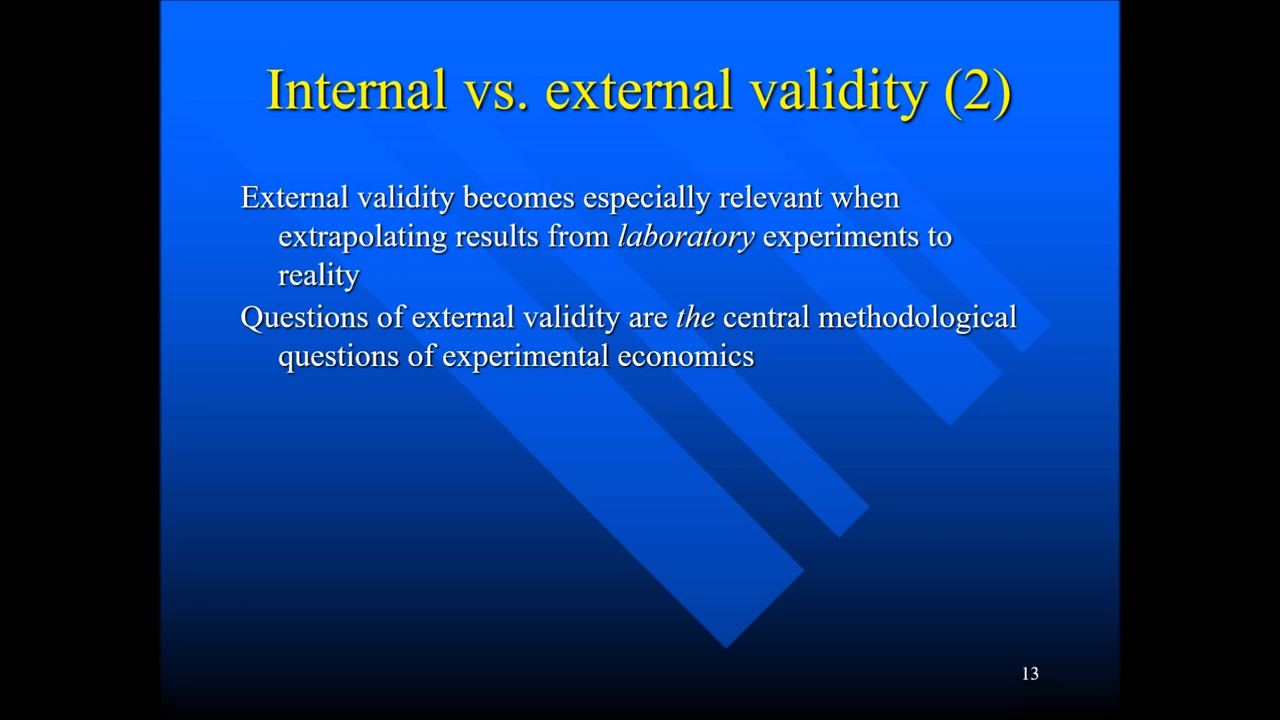 Internal vs. external validity (2)
External validity becomes especially relevant when
extrapolating results from laboratory experiments to
reality
Questions of external validity are the central methodological
questions of experimental economics
13